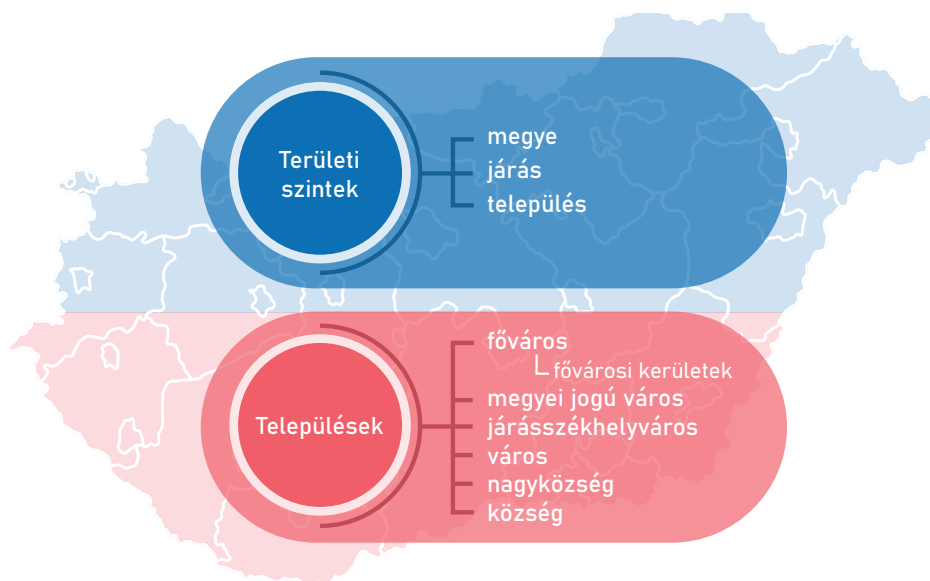 Területi
szintek
megye
járás
település
Települések
főváros
fővárosi kerületek
megyei jogú város
járásszékhelyváros
város
nagyközség
község